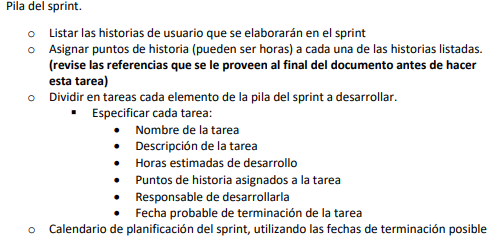 Pila del sprint.
o Listar las historias de usuario que se elaborarán en el sprint
o Asignar puntos de historia (pueden ser horas) a cada una de las historias listadas.
(revise las referencias que se le proveen al final del documento antes de hacer
esta tarea)
o Dividir en tareas cada elemento de la pila del sprint a desarrollar.
▪ Especificar cada tarea:
• Nombre de la tarea
• Descripción de la tarea
• Horas estimadas de desarrollo
• Puntos de historia asignados a la tarea
• Responsable de desarrollarla
• Fecha probable de terminación de la tarea
o Calendario de planificación del sprint, utilizando las fechas de terminación posible